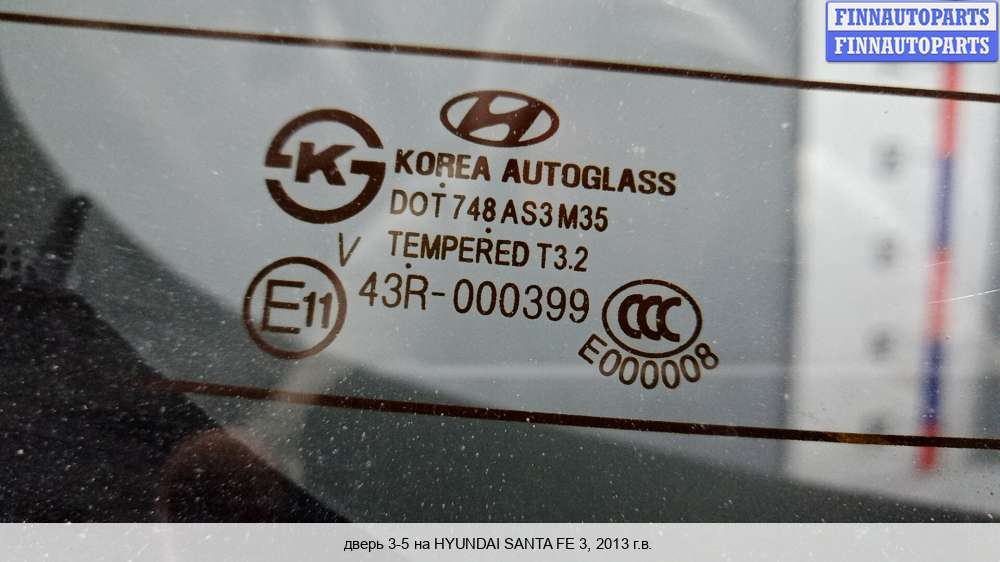 FINNAUTOPARTS
FINNAUTOPARTS
K
KOREA AUTOGLASS
DOT 748 AS3 M35
V TEMPERED T3.2
E11 43R-000399 CCC
E000008
дверь 3-5 на HYUNDAI SANTA FE 3, 2013 г.в.